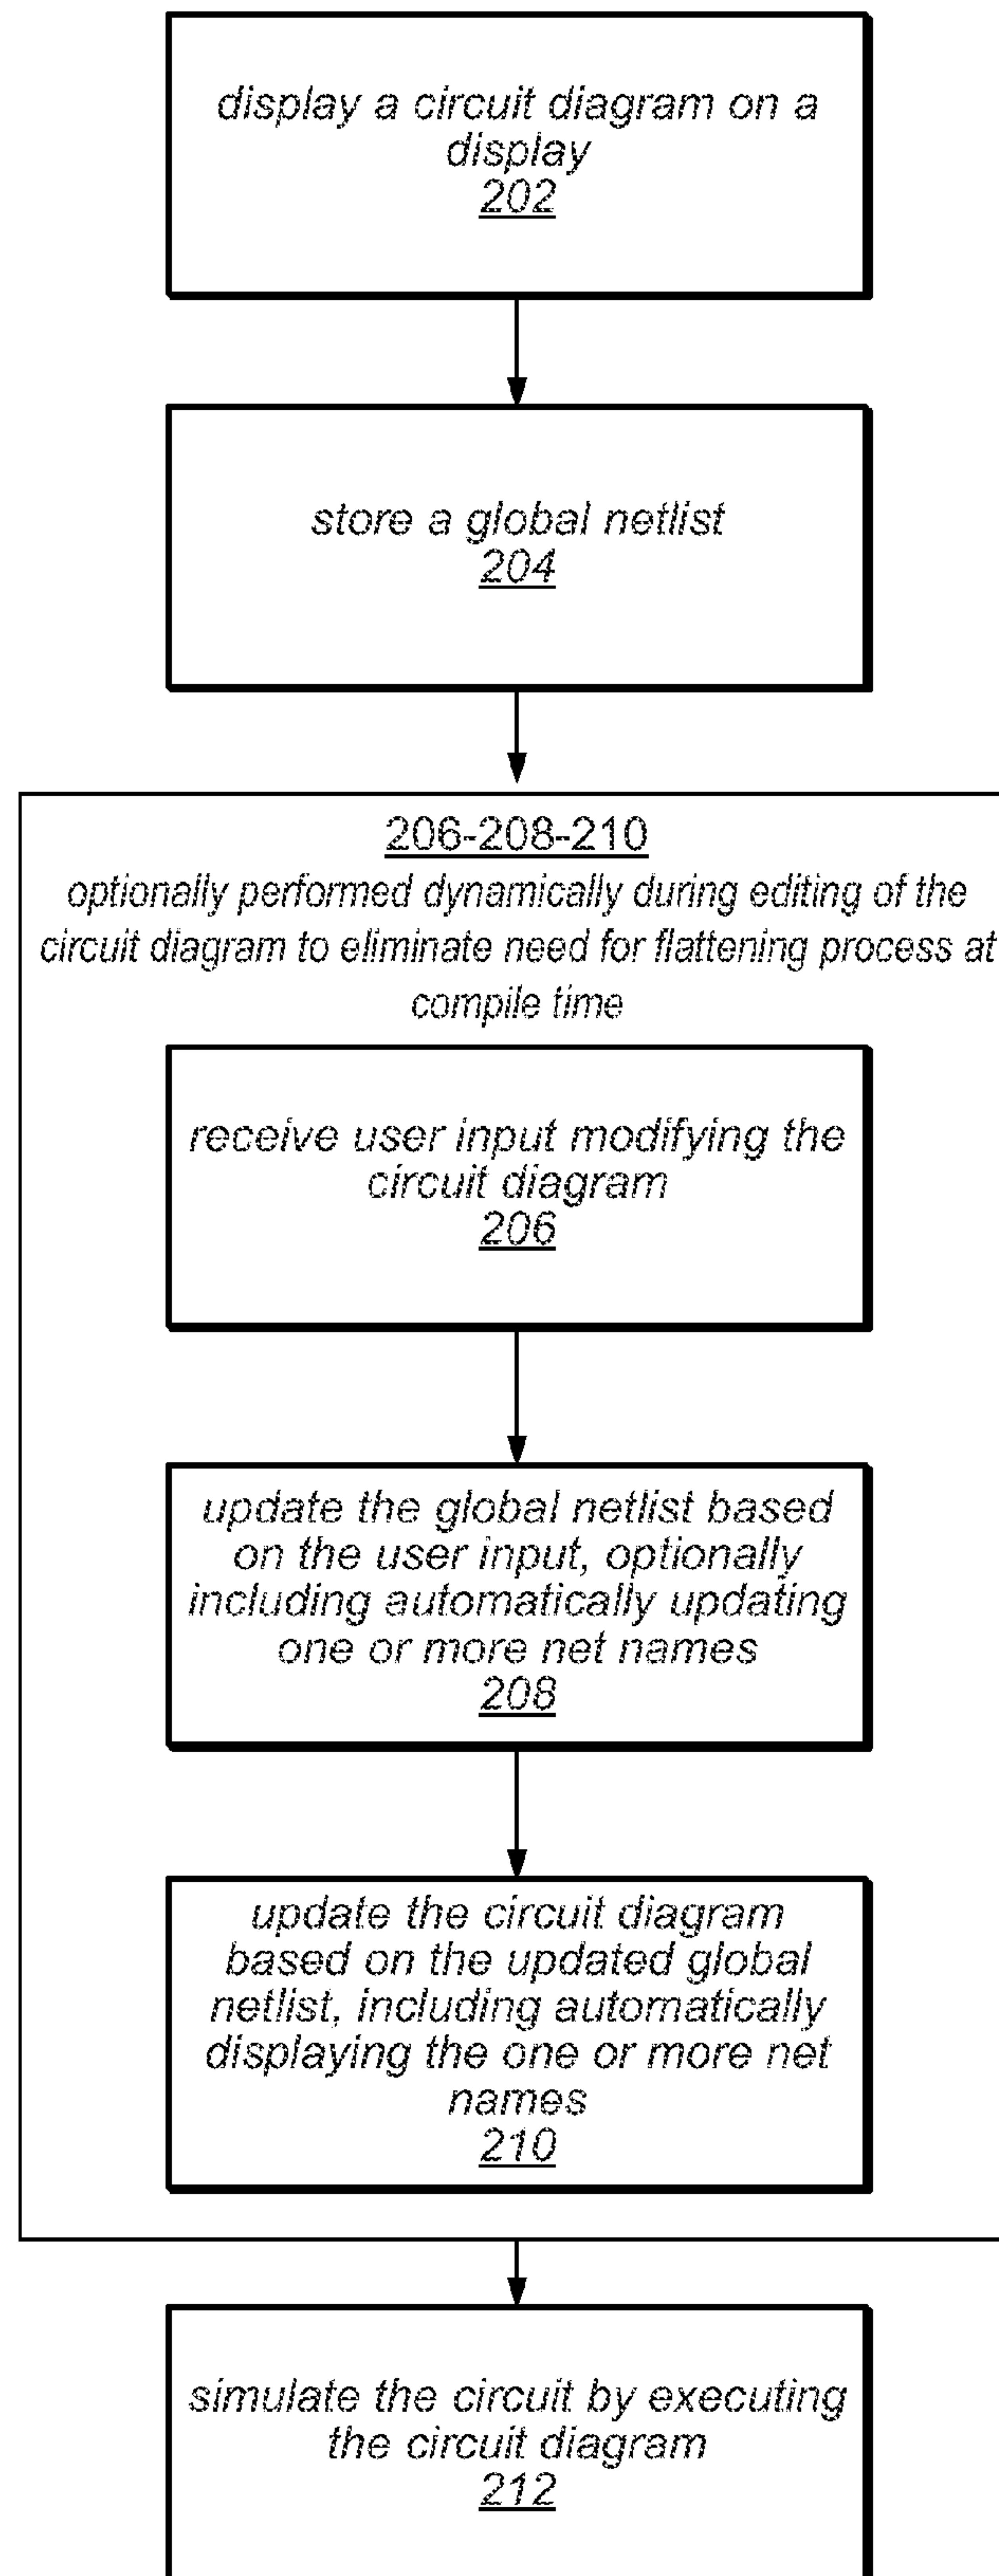 display a circuit diagram on a
display
202
store a global netlist
204
206-208-210
optionally performed dynamically during editing of the
circuit diagram to eliminate need for flattening process at
compile time
receive user input modifying the
circuit diagram
206
update the global netlist based
on the user input, optionally
including automatically updating
one or more net names
208
update the circuit diagram
based on the updated global
netlist, including automatically
displaying the one or more net
names
210
simulate the circuit by executing
the circuit diagram
212